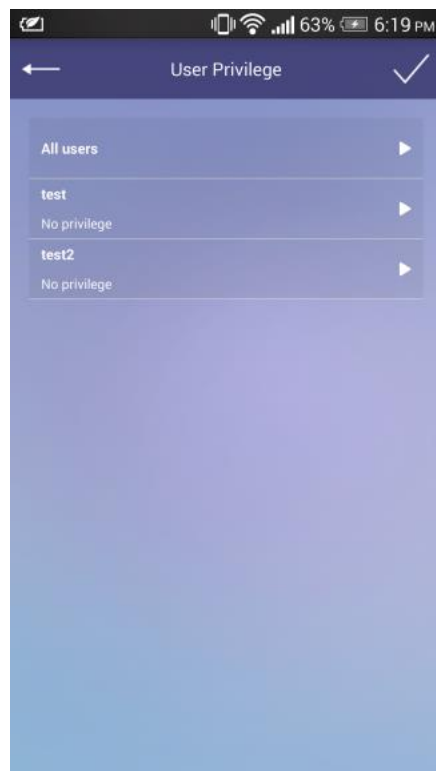 63% 6:19 PM
User Privilege
All users
test
No privilege
test2
No privilege